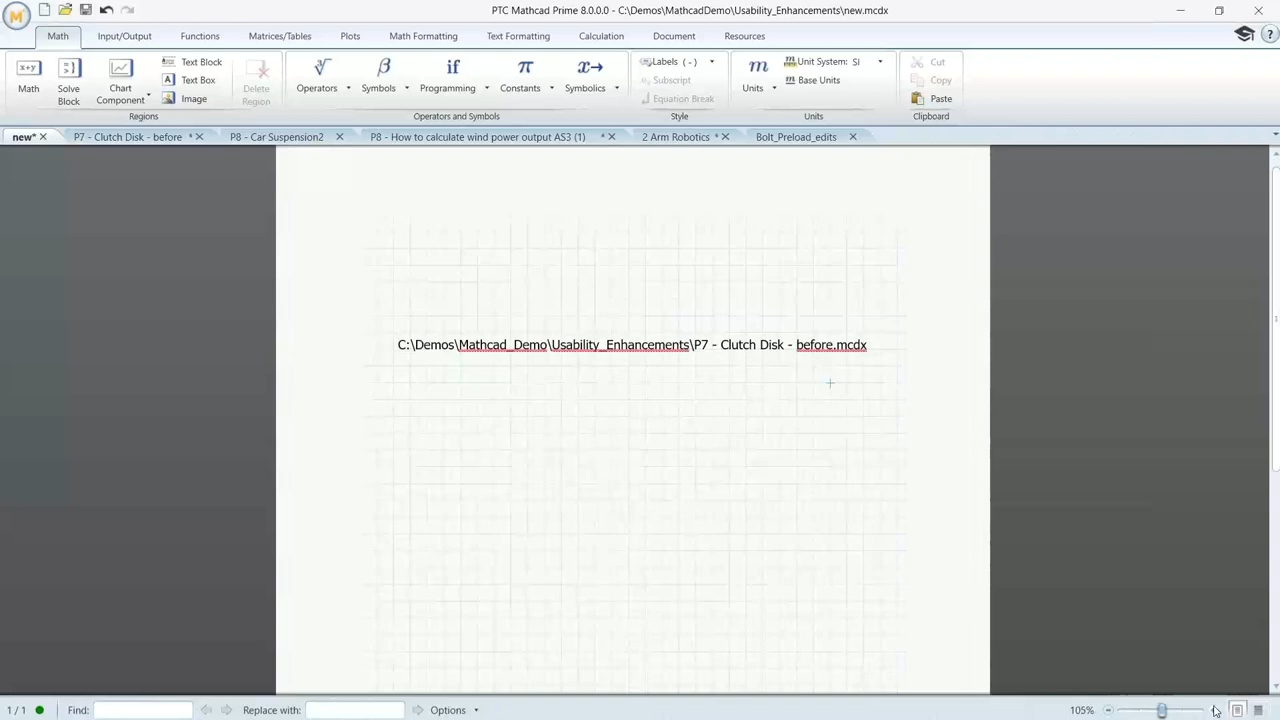 PTC Mathcad Prime 8.0.0.0 - C:\Demos\MathcadDemo\Usability_Enhancements\new.mcdx
Math Input/Output Functions Matrices/Tables Plots Math Formatting Text Formatting Calculation Document Resources
Math
Solve Block
Chart Component
Text Block
Text Box
Image
Delete Region
Regions
Operators
Symbols
Programming
Constants
Symbolics
Operators and Symbols
Labels ( - )
Subscript
Equation Break
Style
Units
Unit System: SI
Base Units
Units
Cut
Copy
Paste
Clipboard
new* P7 - Clutch Disk - before * P8 - Car Suspension2 P8 - How to calculate wind power output AS3 (1) * 2 Arm Robotics * Bolt_Preload_edits
C:\Demos\Mathcad_Demo\Usability_Enhancements\P7 - Clutch Disk - before.mcdx
1 / 1 Find: Replace with: Options 105%